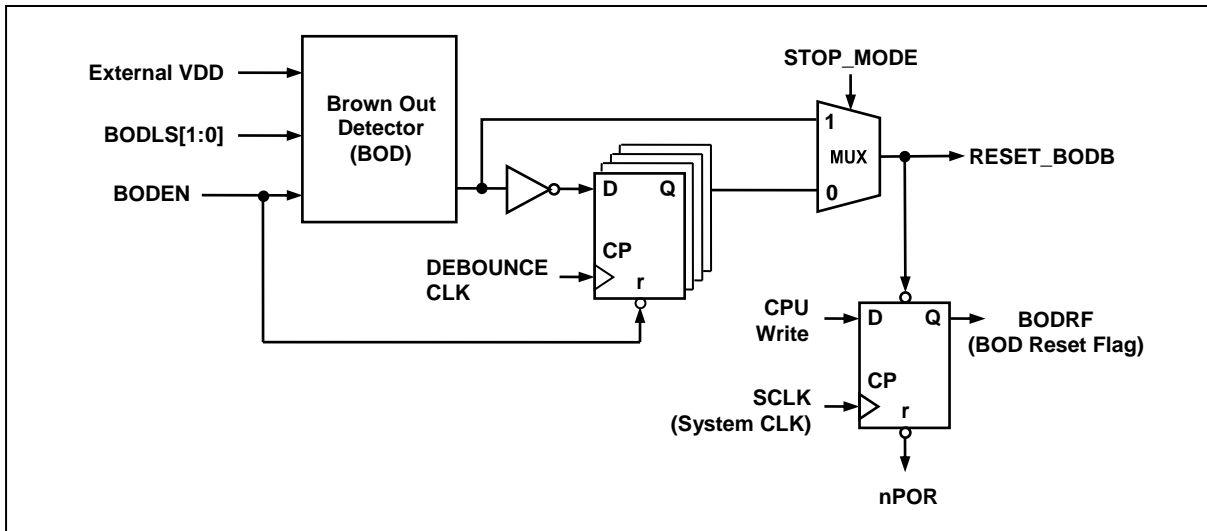 STOP_MODE
External VDD
Brown Out
Detector
(BOD)
BODLS[1:0]
1
MUX
RESET_BODB
BODEN
D
Q
0
CP
DEBOUNCE
CLK
r
CPU
Write
D
Q
BODRF
(BOD Reset Flag)
CP
SCLK
(System CLK)
r
nPOR